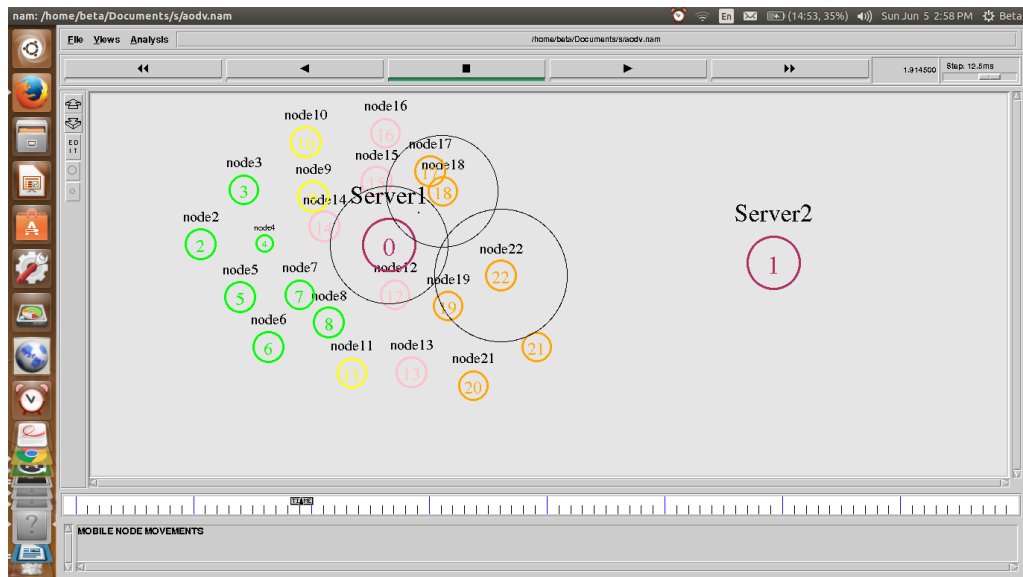 nam: /home/beta/Documents/s/aodv.nam
En (14:53, 35%) Sun Jun 5 2:58 PM Beta
File Views Analysis /home/beta/Documents/s/aodv.nam
1.914500 Step: 12.5ms
ED
IT
node16
16
node10
10
node17
17
node15
15
node18
18
node3
3
node9
node14
14
Server1
0
Server2
1
node2
2
node4
4
node22
22
node5
5
node7
7
node8
8
node12
12
node19
19
node6
6
node11
11
node13
13
node21
20
21
MOBILE NODE MOVEMENTS